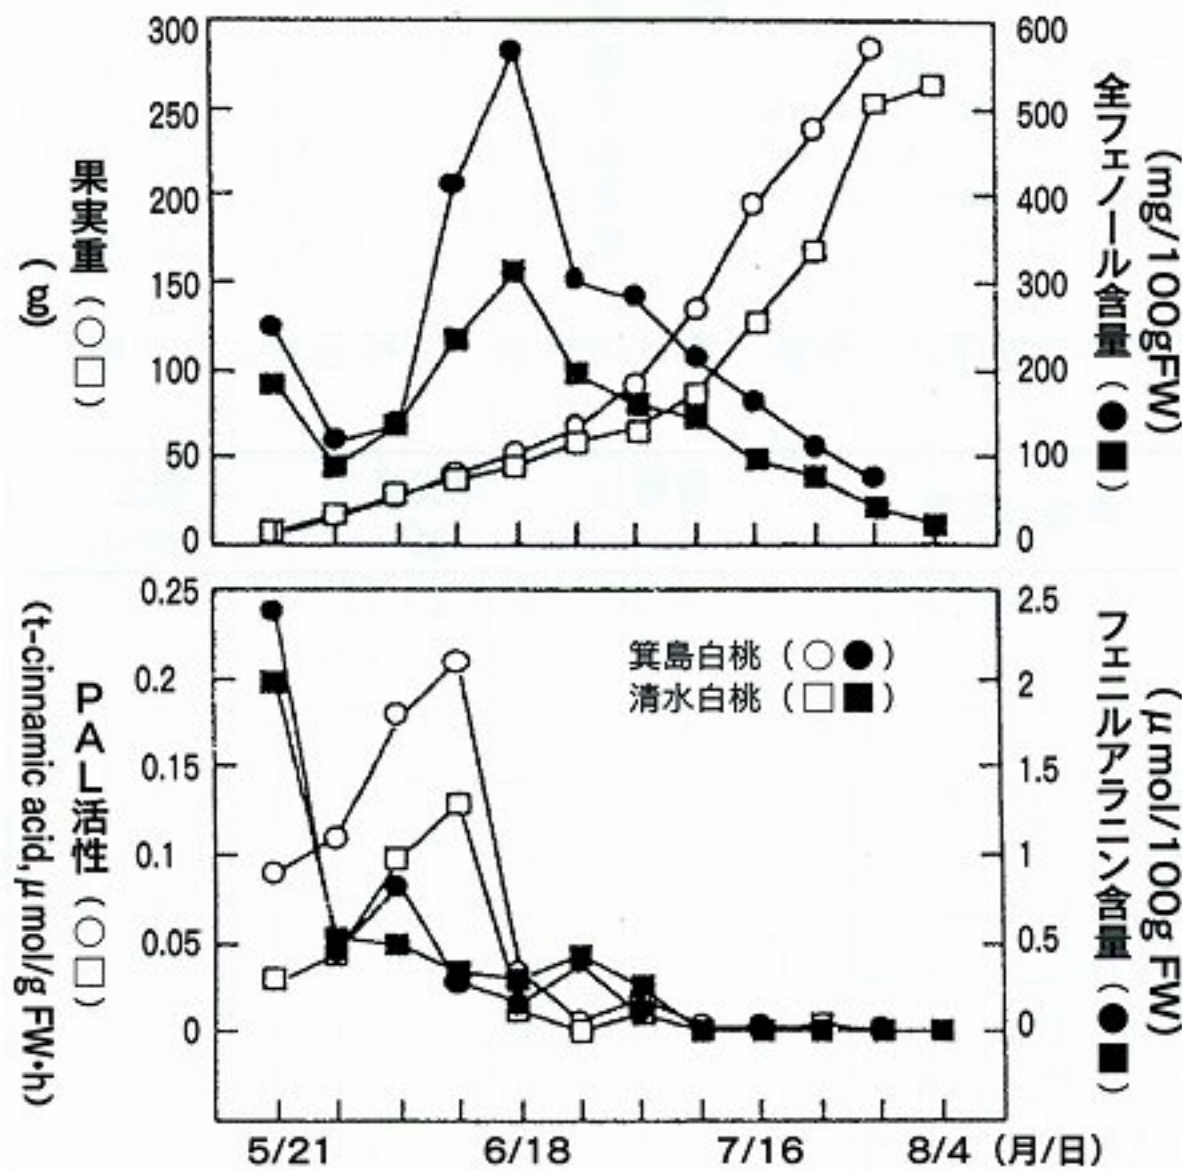 300
250
200
150
100
50
0
果実重(○□)
(g)
600
500
400
300
200
100
0
全フェノール含量(●■)
(mg/100gFW)
0.25
0.2
0.15
0.1
0.05
0
PAL活性(○□)
(t-cinnamic acid, μmol/g FW・h)
箕島白桃(○●)
清水白桃(□■)
2.5
2
1.5
1
0.5
0
フェニルアラニン含量(●■)
(μmol/100g FW)
5/21 6/18 7/16 8/4 (月/日)